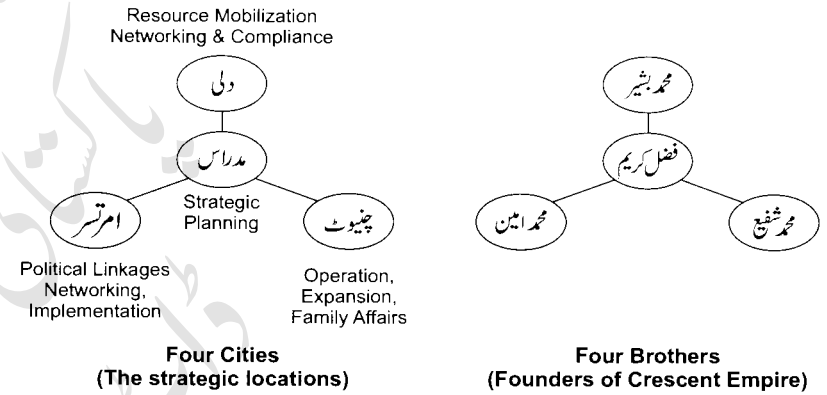 Resource Mobilization
Networking & Compliance
دلی
مدراس
Strategic
Planning
امرتسر
چنیوٹ
Political Linkages
Networking,
Implementation
Operation,
Expansion,
Family Affairs
Four Cities
(The strategic locations)
محمد بشیر
فضل کریم
محمد امین
محمد شفیع
Four Brothers
(Founders of Crescent Empire)